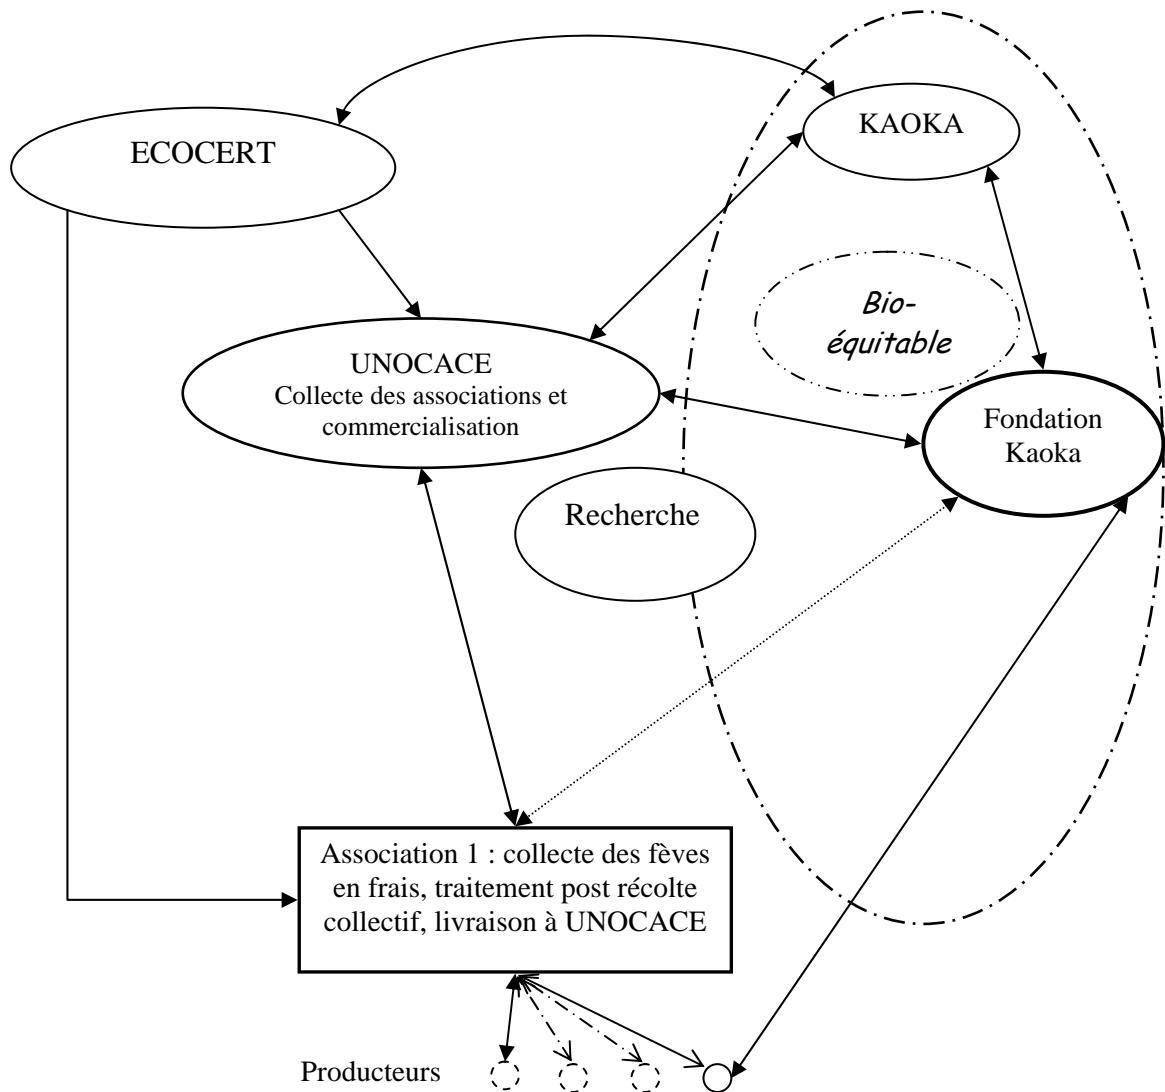 KAOKA
ECOCERT
Bio-
équitable
UNOCACE
Collecte des associations et
commercialisation
Fondation
Kaoka
Recherche
Association 1 : collecte des fèves
en frais, traitement post récolte
collectif, livraison à UNOCACE
Producteurs